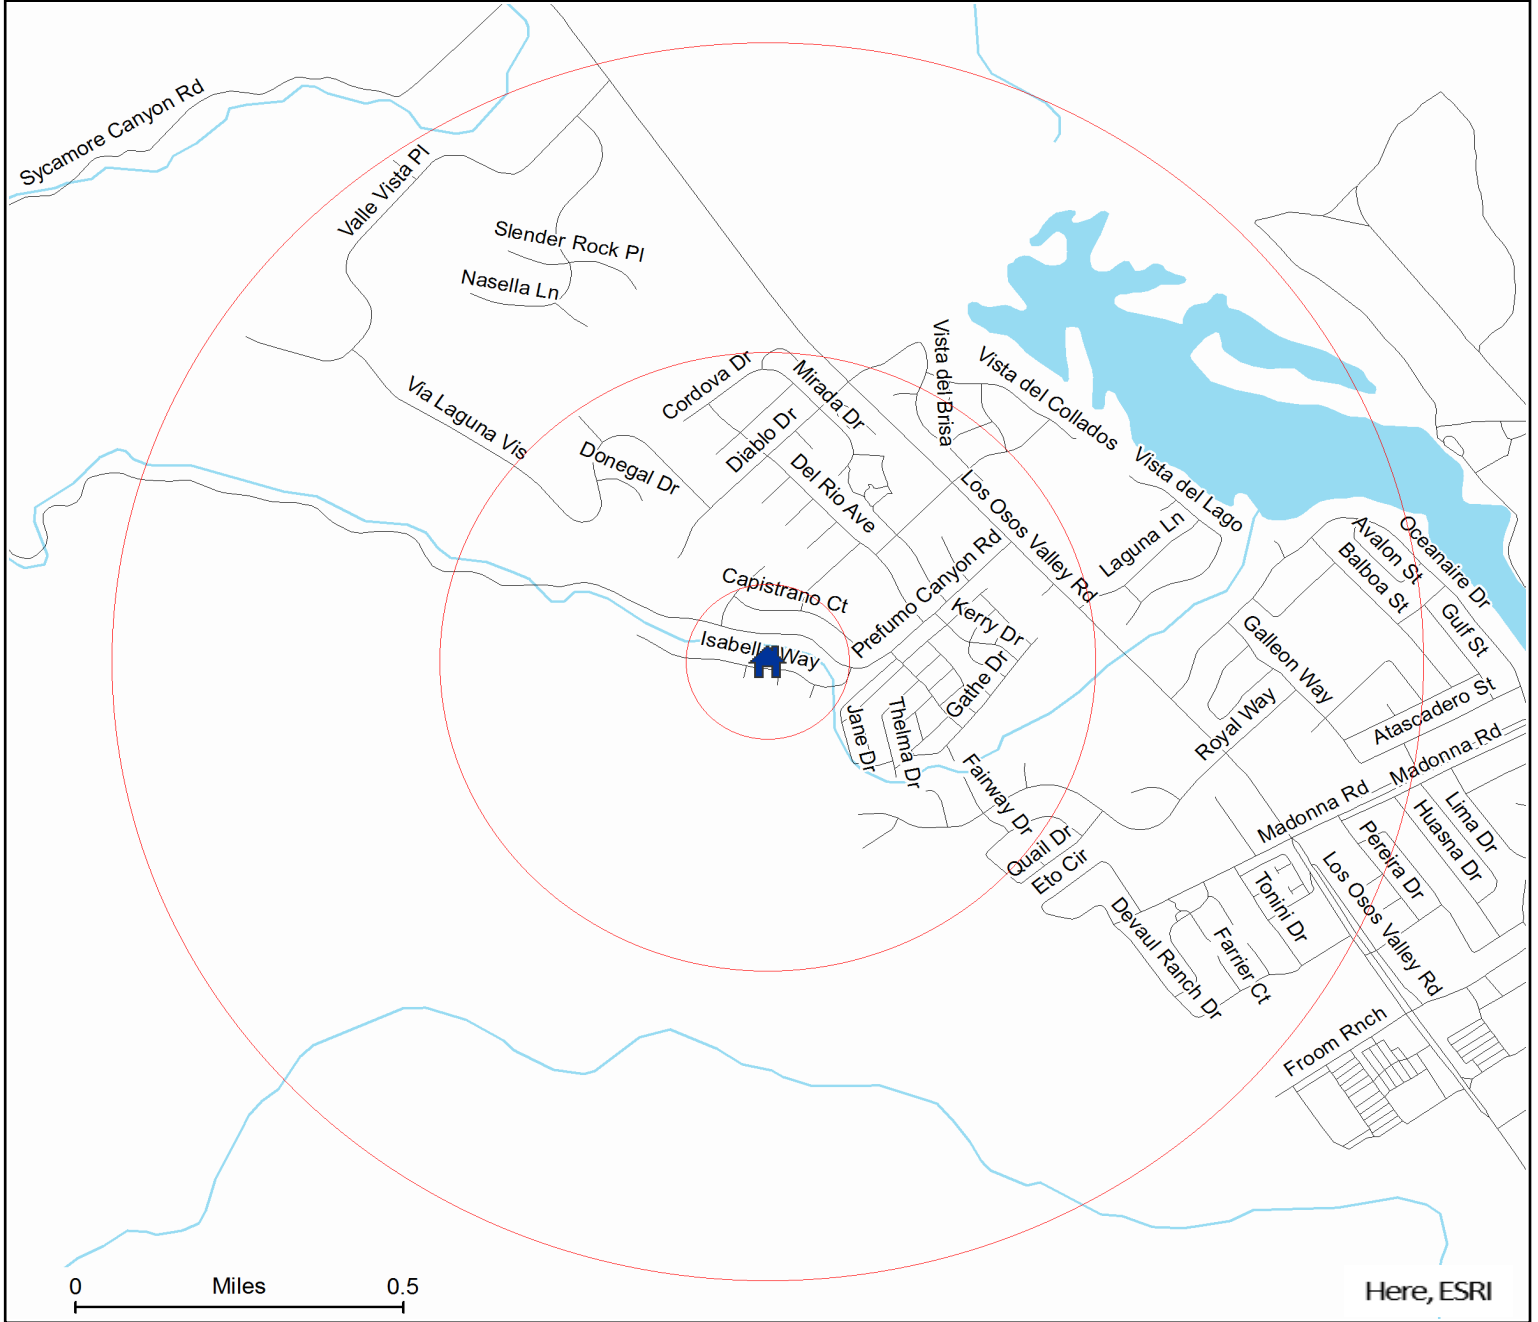 Sycamore Canyon Rd
Valle Vista Pl
Slender Rock Pl
Nasella Ln
Vista del Brisa
Vista del Collados
Cordova Dr
Mirada Dr
Via Laguna Vis
Diablo Dr
Donegal Dr
Del Rio Ave
Los Osos Valley Rd
Vista del Lago
Laguna Ln
Avalon St
Oceanaire Dr
Balboa St
Gulf St
Capistrano Ct
Prefumo Canyon Rd
Kerry Dr
Isabella Way
Galleon Way
Gathe Dr
Jane Dr
Thelma Dr
Royal Way
Atascadero St
Madonna Rd
Fairway Dr
Madonna Rd
Lima Dr
Huasna Dr
Pereira Dr
Quail Dr
Eto Cir
Tonini Dr
Los Osos Valley Rd
Devaul Ranch Dr
Farrier Ct
Froom Rnch
0 Miles 0.5
Here, ESRI